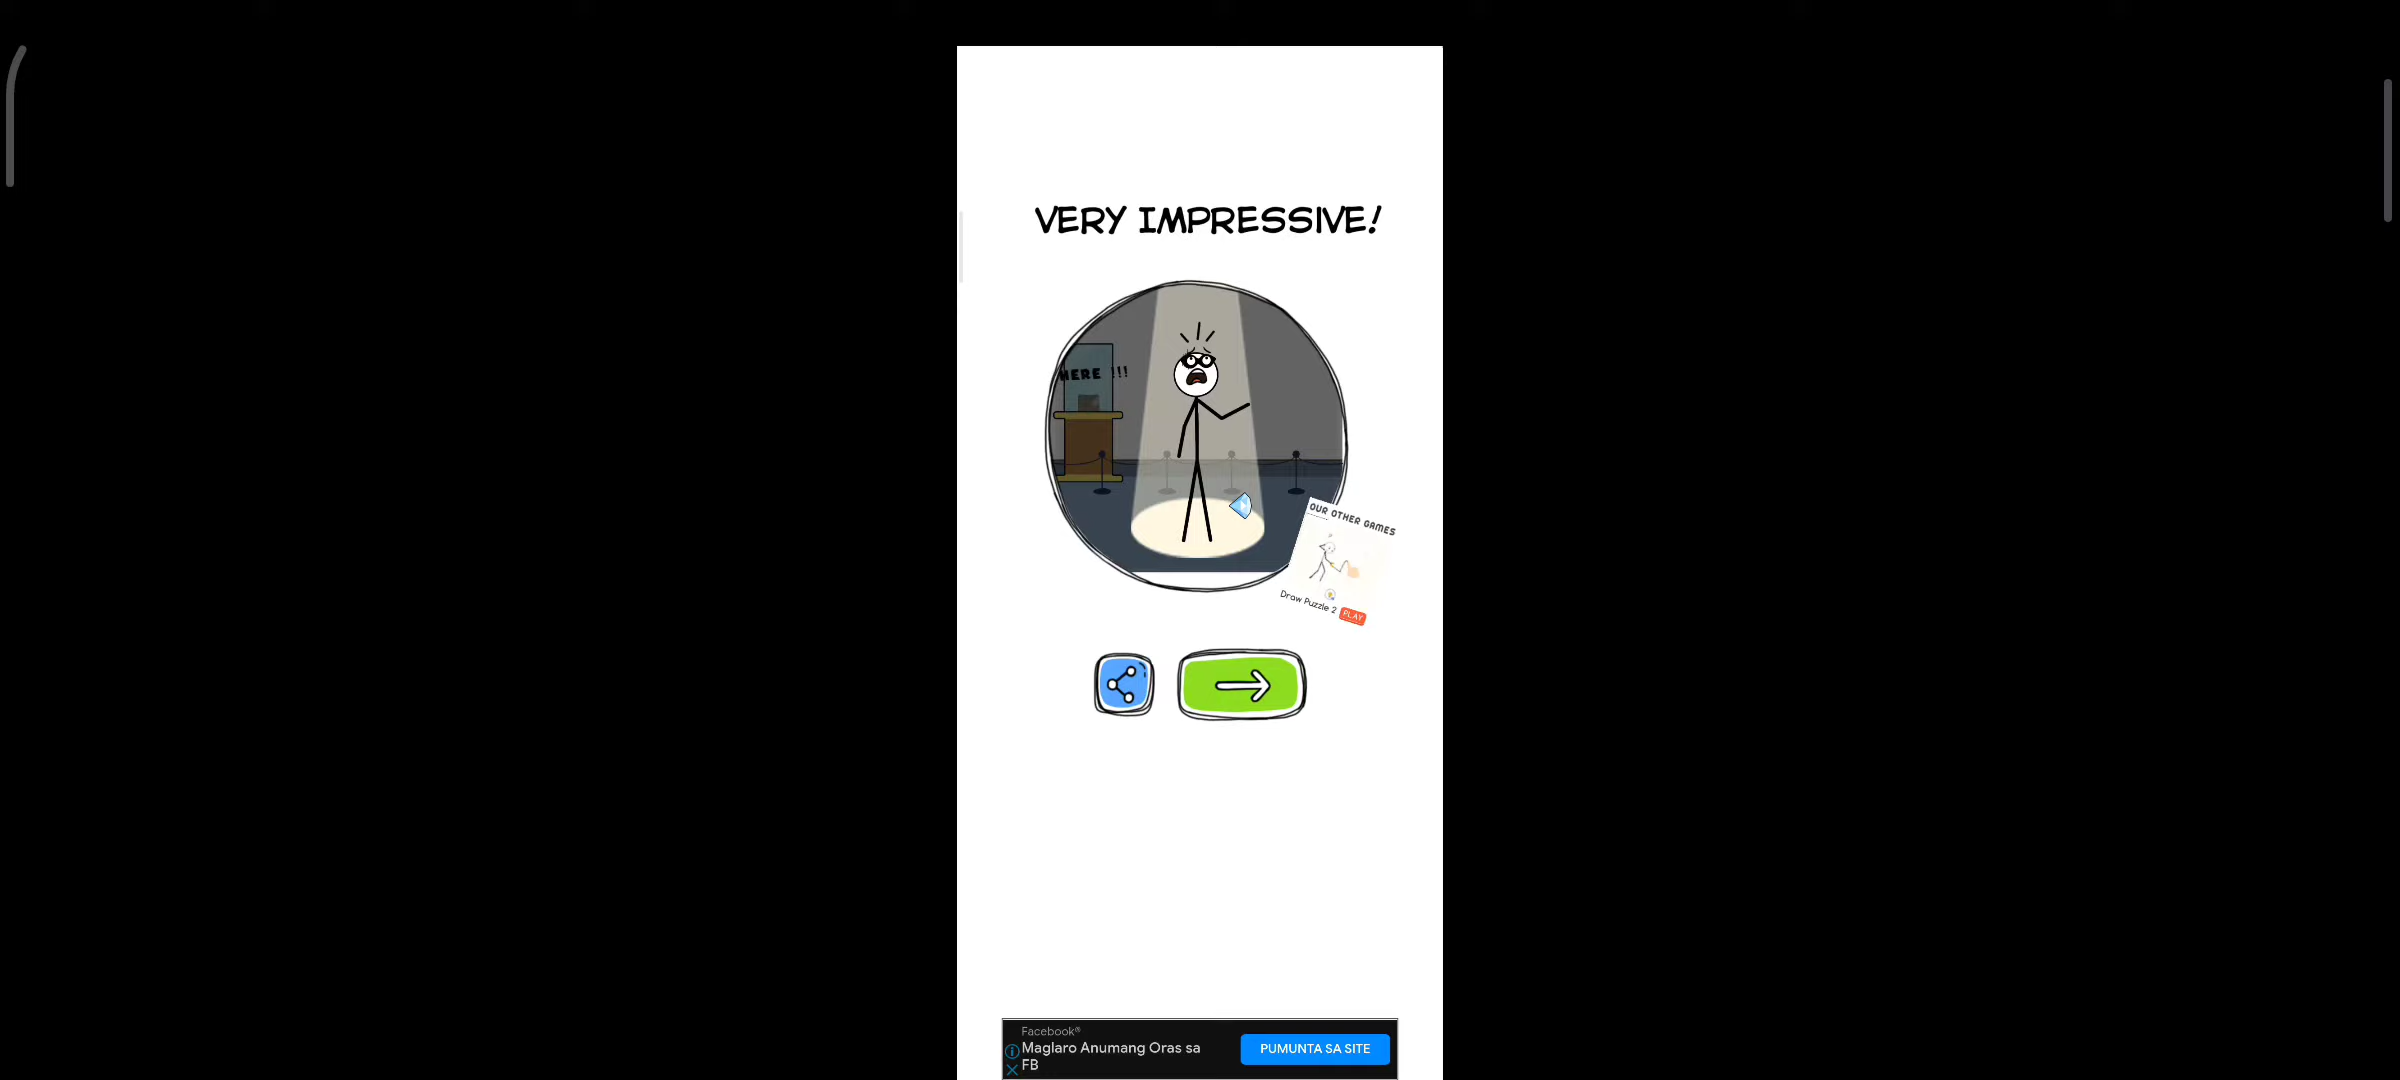 VERY IMPRESSIVE!
HERE !!!
OUR OTHER GAMES
Draw Puzzle 2
PLAY
Facebook®
Maglaro Anumang Oras sa
FB
PUMUNTA SA SITE